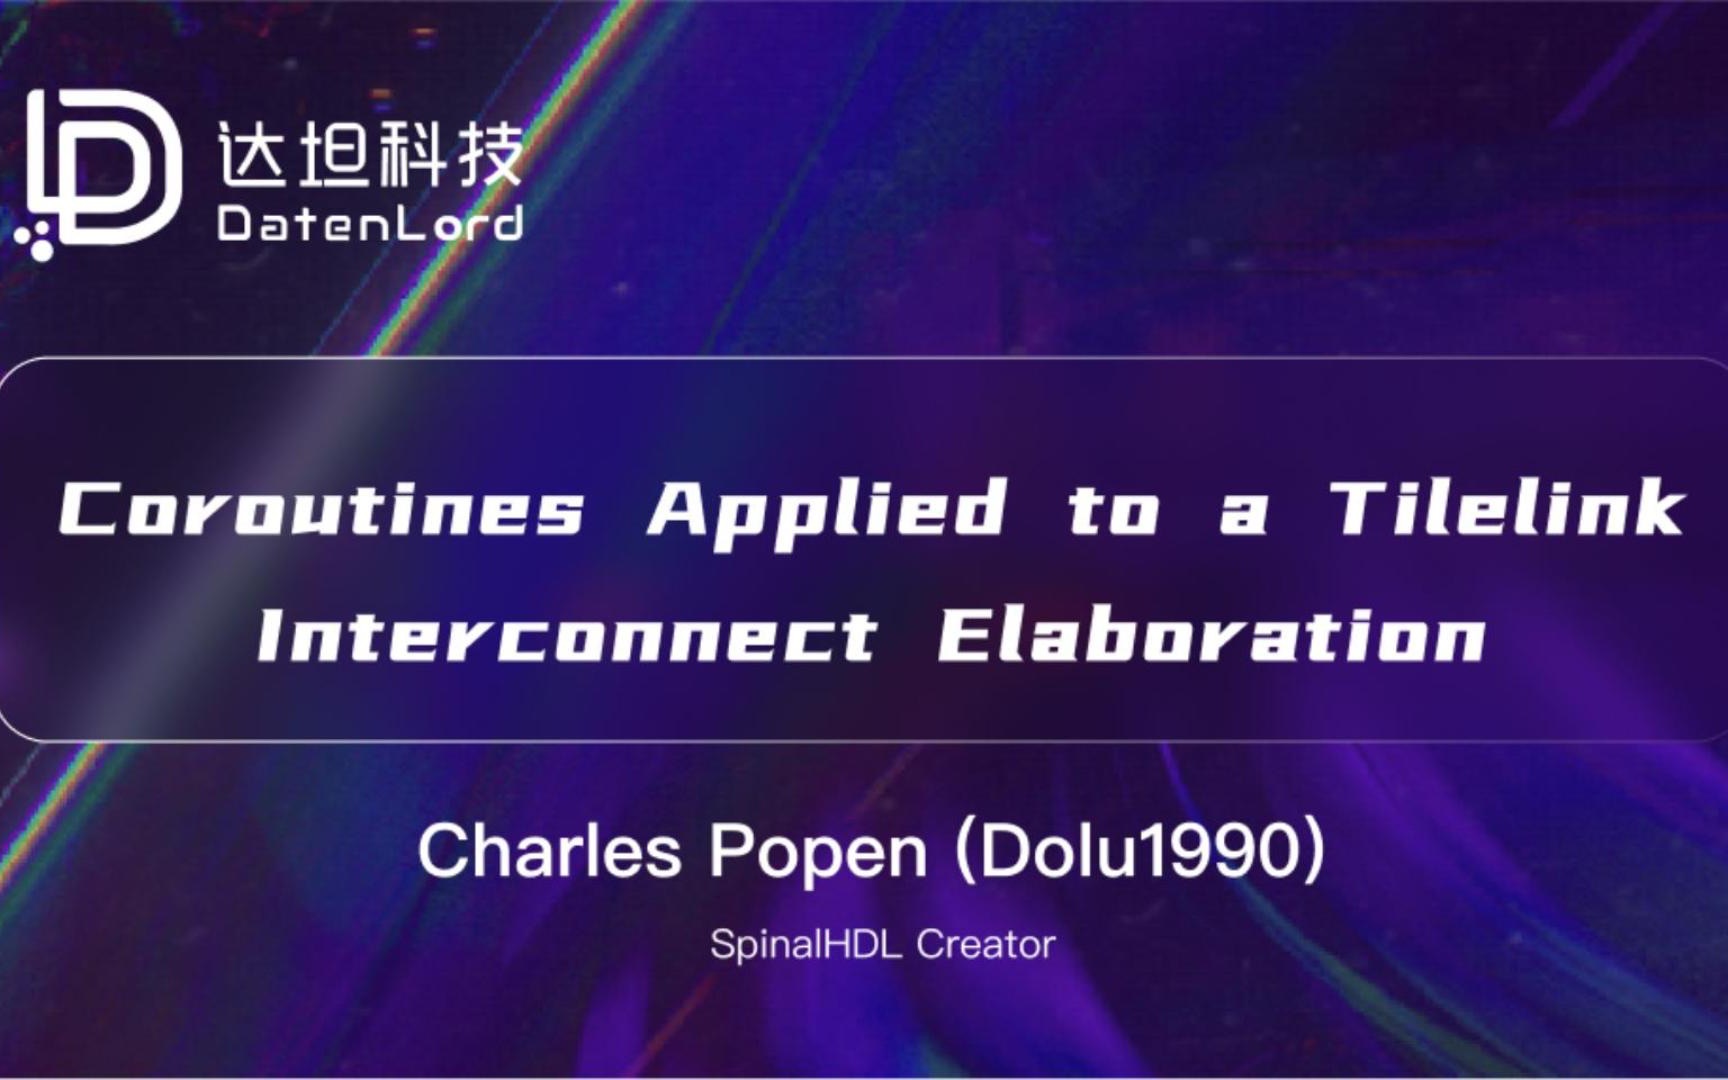 达坦科技
DatenLord
Coroutines Applied to a Tilelink
Interconnect Elaboration
Charles Popen (Dolu1990)
SpinalHDL Creator